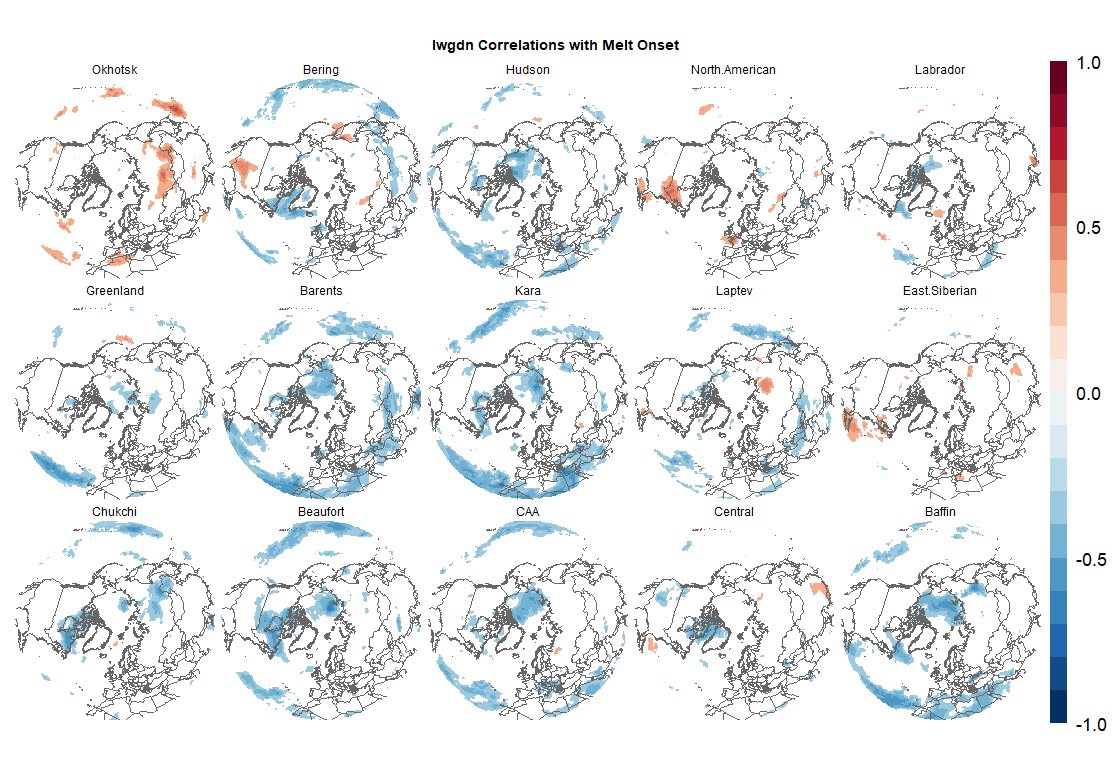 lwgdn Correlations with Melt Onset
Okhotsk Bering Hudson North.American Labrador
Greenland Barents Kara Laptev East.Siberian
Chukchi Beaufort CAA Central Baffin
1.0
0.5
0.0
-0.5
-1.0